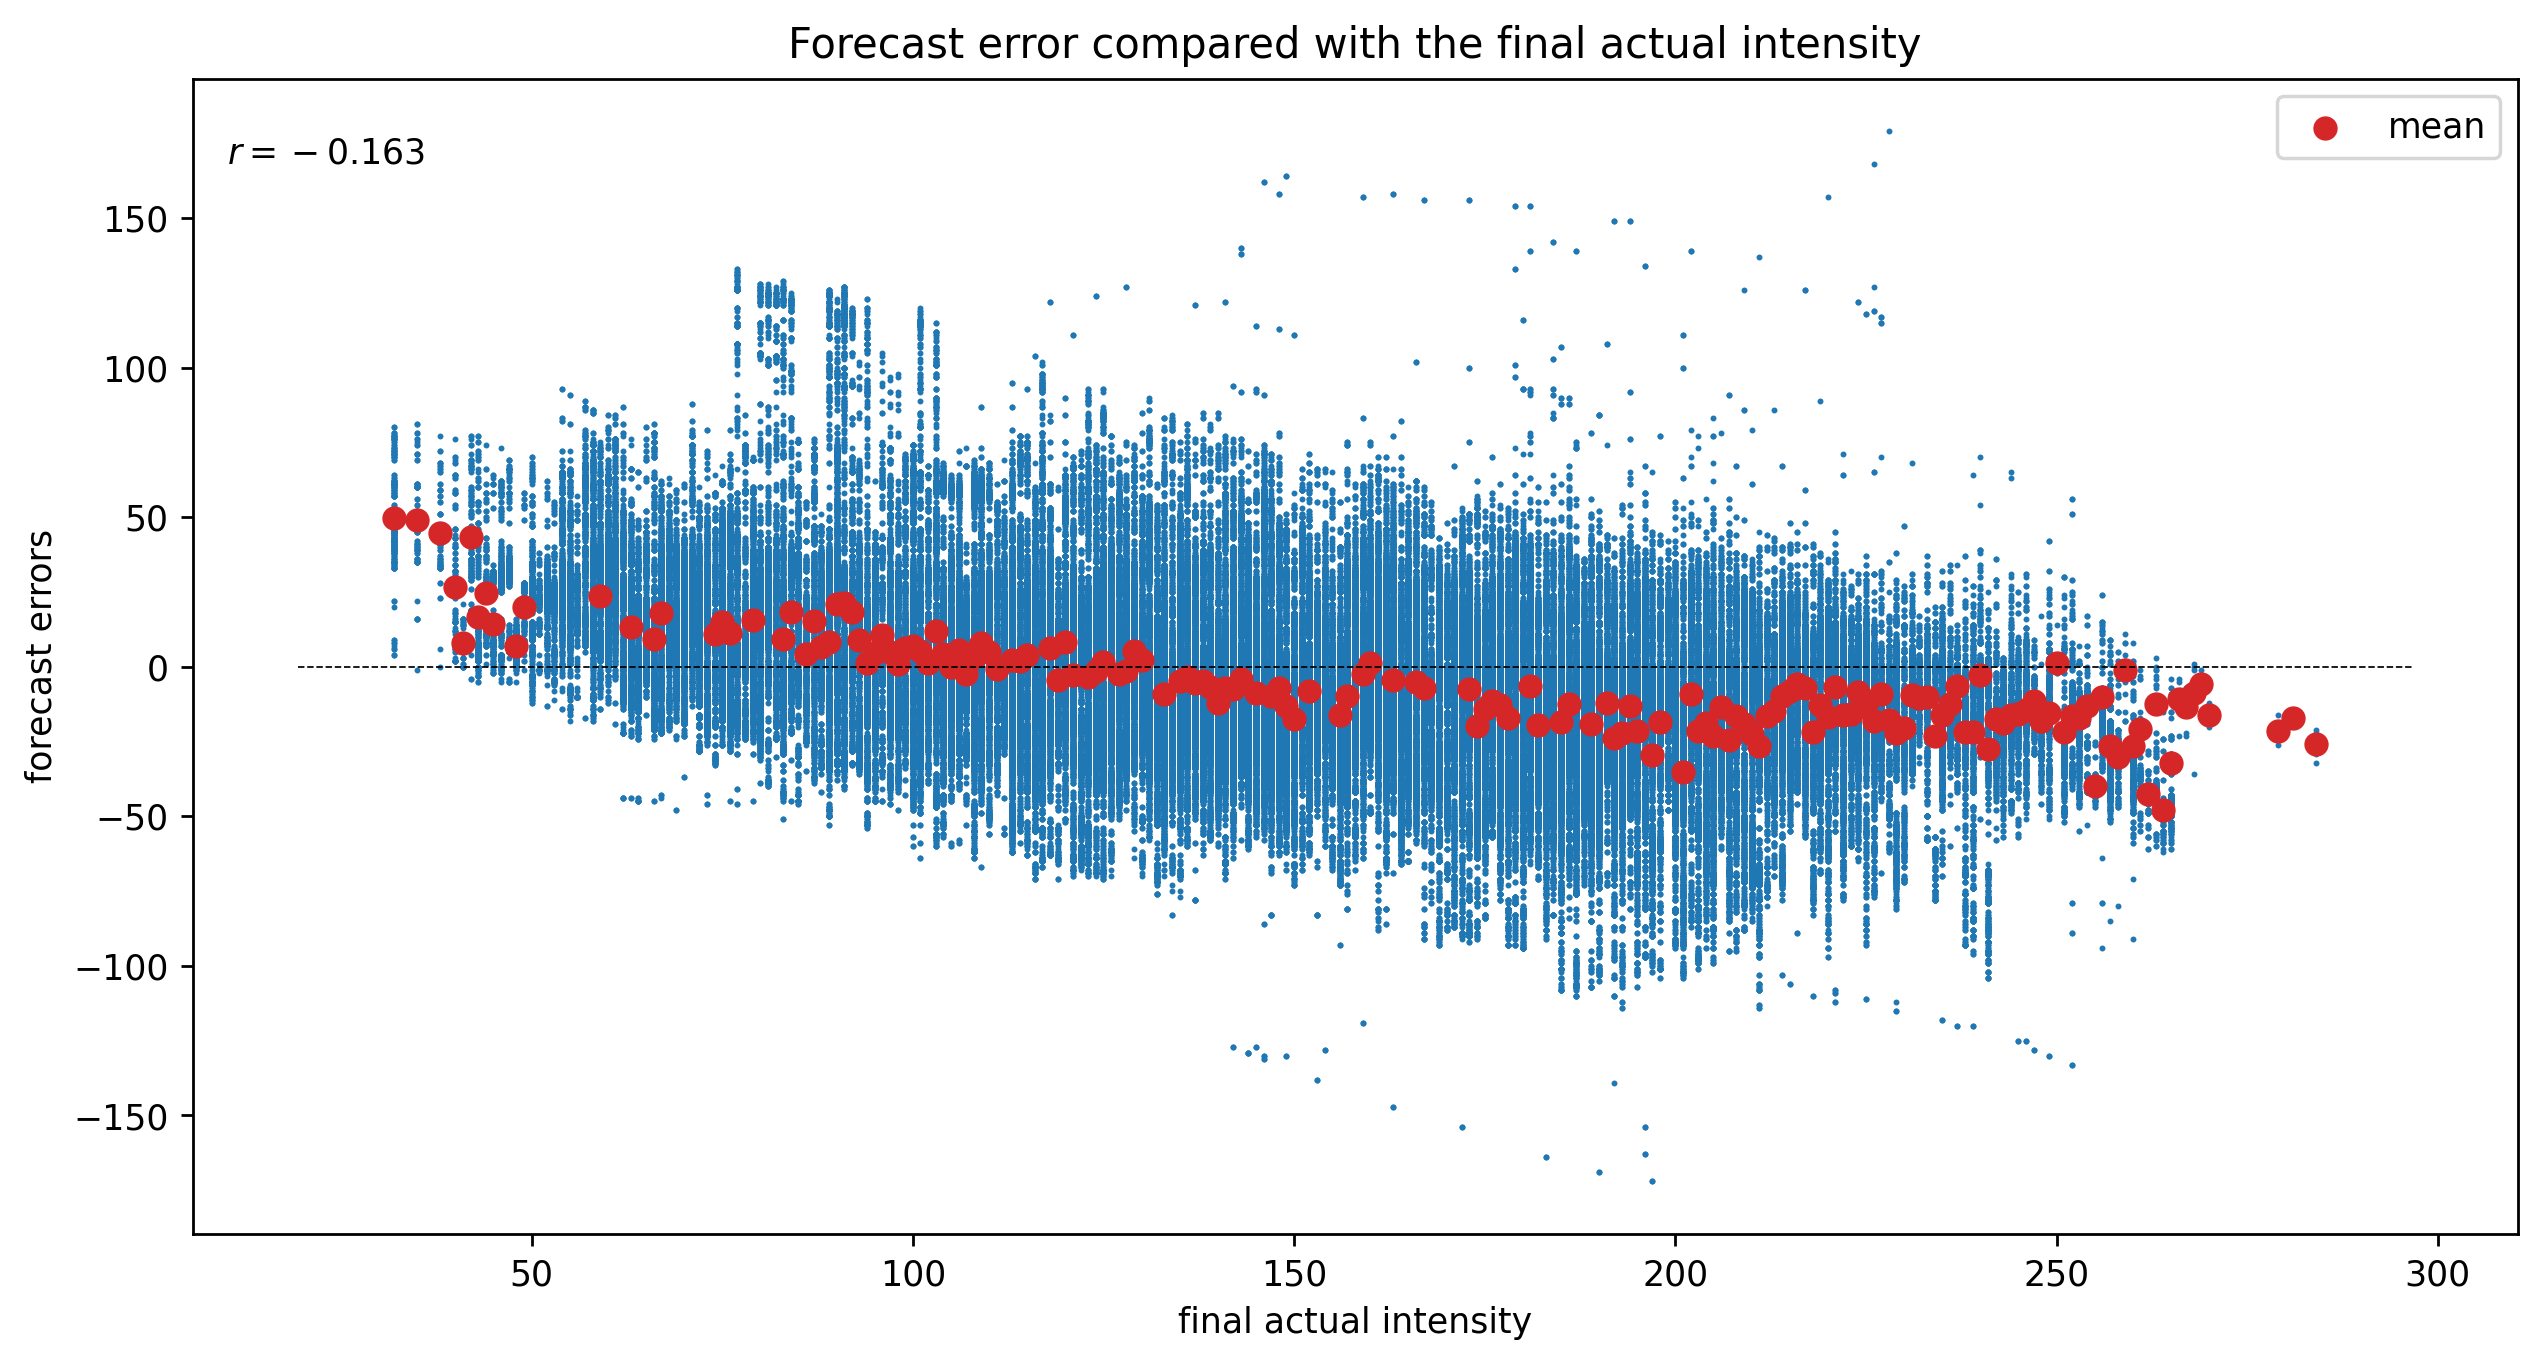 Forecast error compared with the final actual intensity
r = − 0.163
mean
forecast errors
150
100
50
0
−50
−100
−150
50
100
150
200
250
300
final actual intensity